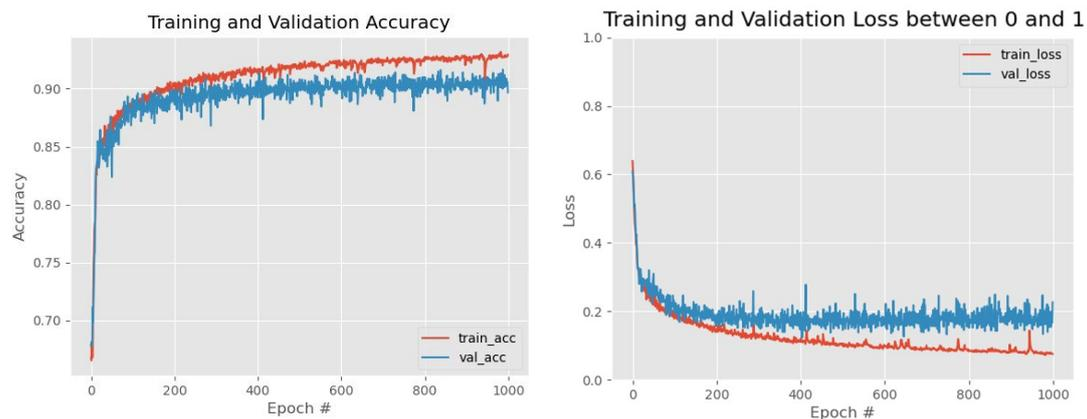 Training and Validation Accuracy
0.90
0.85
0.80
0.75
0.70
Accuracy
0
200
400
600
800
1000
Epoch #
train_acc
val_acc
Training and Validation Loss between 0 and 1
1.0
0.8
0.6
0.4
0.2
0.0
Loss
0
200
400
600
800
1000
Epoch #
train_loss
val_loss